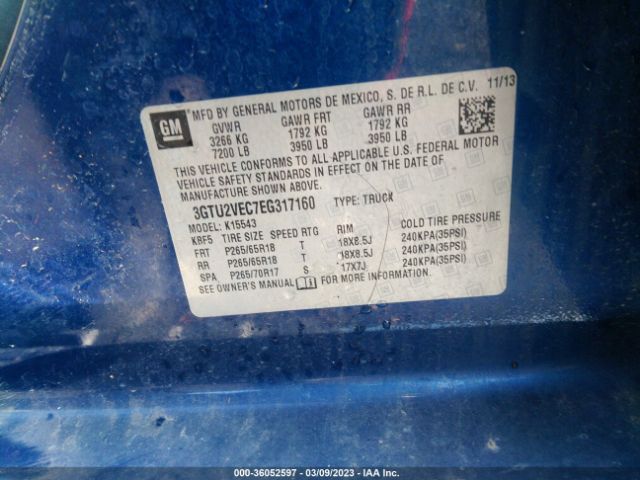 GM
MFD BY GENERAL MOTORS DE MEXICO, S. DE R.L. DE C.V. 11/13
GVWR GAWR FRT GAWR RR
3266 KG 1792 KG 1792 KG
7200 LB 3950 LB 3950 LB
THIS VEHICLE CONFORMS TO ALL APPLICABLE U.S. FEDERAL MOTOR
VEHICLE SAFETY STANDARDS IN EFFECT ON THE DATE OF
MANUFACTURE SHOWN ABOVE.
3GTU2VEC7EG317160 TYPE: TRUCK
MODEL: K15543
KBF5 TIRE SIZE SPEED RTG RIM COLD TIRE PRESSURE
FRT P265/65R18 T 18X8.5J 240KPA(35PSI)
RR P265/65R18 T 18X8.5J 240KPA(35PSI)
SPA P265/70R17 S 17X7J 240KPA(35PSI)
SEE OWNER'S MANUAL FOR MORE INFORMATION.
000-36052597 - 03/09/2023 - IAA Inc.